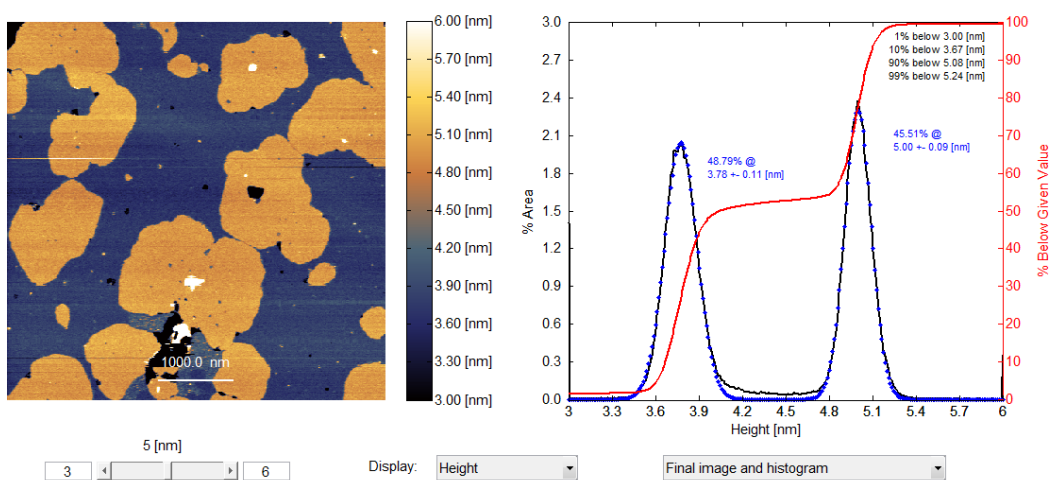 1000.0 nm
6.00 [nm]
5.70 [nm]
5.40 [nm]
5.10 [nm]
4.80 [nm]
4.50 [nm]
4.20 [nm]
3.90 [nm]
3.60 [nm]
3.30 [nm]
3.00 [nm]
% Area
3.0
2.7
2.4
2.1
1.8
1.5
1.2
0.9
0.6
0.3
0.0
1% below 3.00 [nm]
10% below 3.67 [nm]
90% below 5.08 [nm]
99% below 5.24 [nm]
48.79% @
3.78 +- 0.11 [nm]
45.51% @
5.00 +- 0.09 [nm]
100
90
80
70
60
50
40
30
20
10
0
% Below Given Value
3 3.3 3.6 3.9 4.2 4.5 4.8 5.1 5.4 5.7 6
Height [nm]
5 [nm]
3 6
Display: Height
Final image and histogram